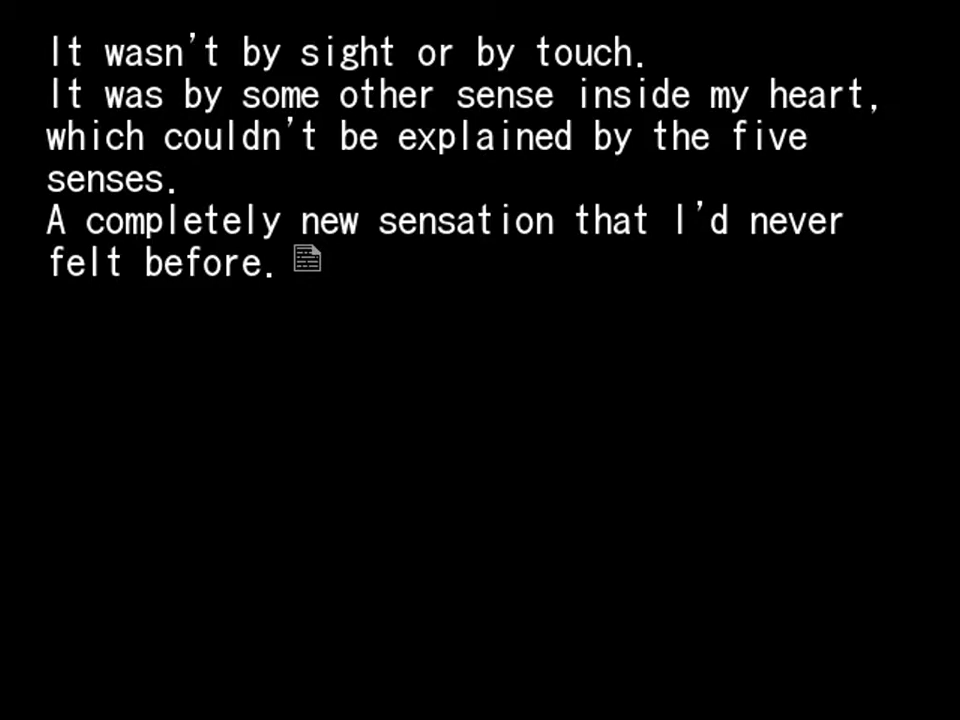 It wasn't by sight or by touch.
It was by some other sense inside my heart,
which couldn't be explained by the five
senses.
A completely new sensation that I'd never
felt before.